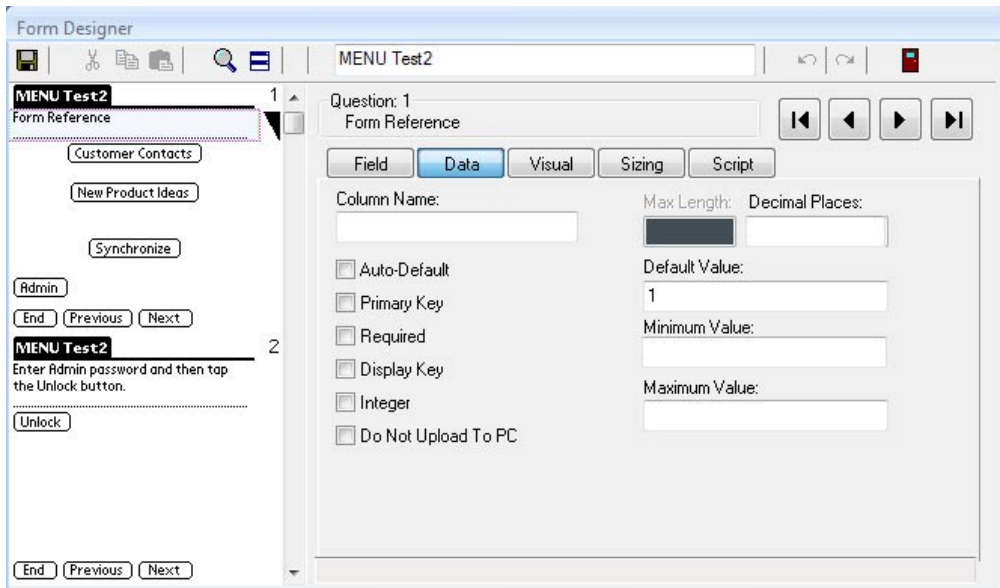 Form Designer
MENU Test2
MENU Test2 1
Form Reference
Customer Contacts
New Product Ideas
Synchronize
Admin
End Previous Next
MENU Test2 2
Enter Admin password and then tap
the Unlock button.
Unlock
End Previous Next
Question: 1
Form Reference
Field Data Visual Sizing Script
Column Name:
Max Length: Decimal Places:
Auto-Default
Primary Key
Required
Display Key
Integer
Do Not Upload To PC
Default Value:
1
Minimum Value:
Maximum Value: